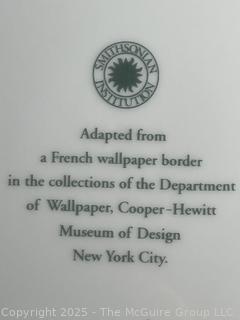 SMITHSONIAN
INSTITUTION
Adapted from
a French wallpaper border
in the collections of the Department
of Wallpaper, Cooper-Hewitt
Museum of Design
New York City.
Copyright 2025 - The McGuire Group LLC